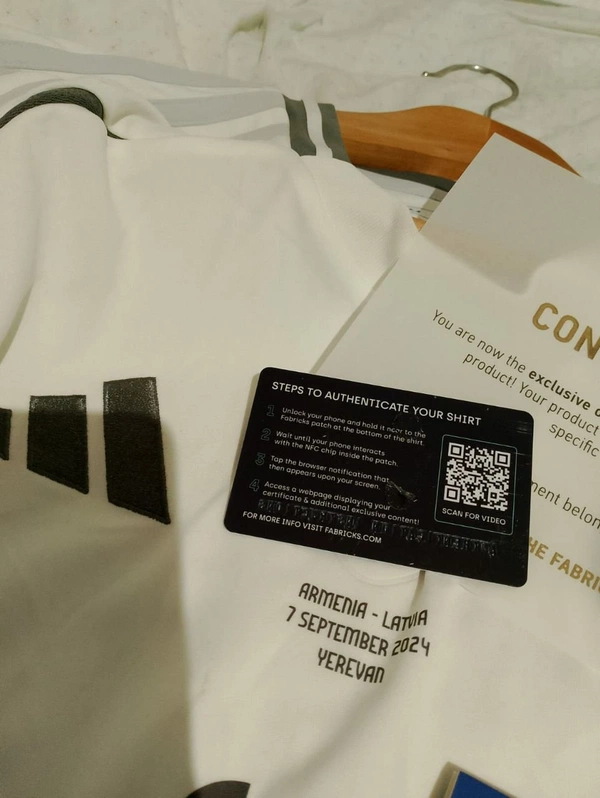 CON
You are now the exclusive o
product! Your product
specific
ment belon
HE FABRI
STEPS TO AUTHENTICATE YOUR SHIRT
1 Unlock your phone and hold it near to the
Fabricks patch at the bottom of the shirt.
2 Wait until your phone interacts
with the NFC chip inside the patch.
3 Tap the browser notification that
then appears upon your screen.
4 Access a webpage displaying your
certificate & additional exclusive content!
FOR MORE INFO VISIT FABRICKS.COM
SCAN FOR VIDEO
ARMENIA - LATVIA
7 SEPTEMBER 2024
YEREVAN